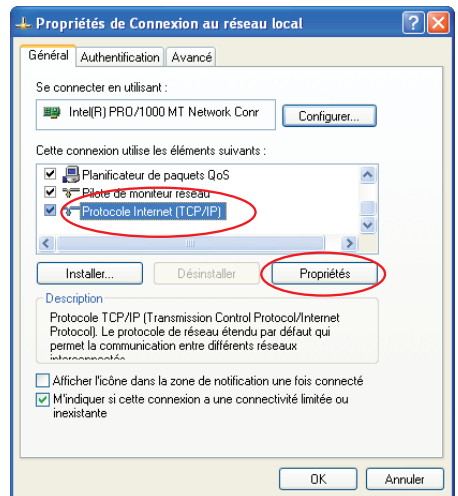 Propriétés de Connexion au réseau local
Général
Authentification
Avancé
Se connecter en utilisant :
Intel(R) PRO/1000 MT Network Conr
Configurer...
Cette connexion utilise les éléments suivants :
Planificateur de paquets QoS
Pilote de moniteur réseau
Protocole Internet (TCP/IP)
Installer...
Désinstaller
Propriétés
Description
Protocole TCP/IP (Transmission Control Protocol/Internet
Protocol). Le protocole de réseau étendu par défaut qui
permet la communication entre différents réseaux
interconnectés
Afficher l'icône dans la zone de notification une fois connecté
M'indiquer si cette connexion a une connectivité limitée ou
inexistante
OK
Annuler